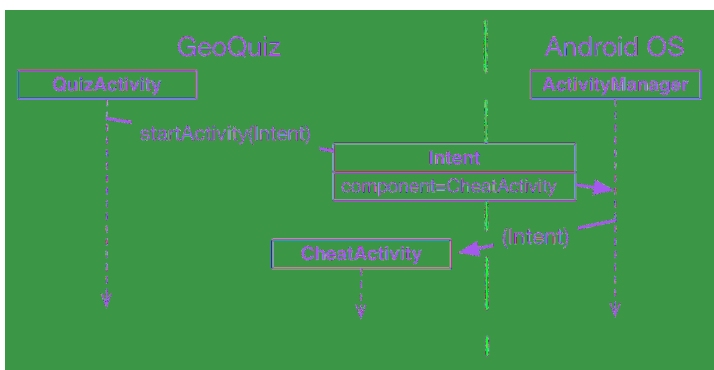 GeoQuiz
Android OS
QuizActivity
ActivityManager
startActivity(Intent)
Intent
component=CheatActivity
(Intent)
CheatActivity